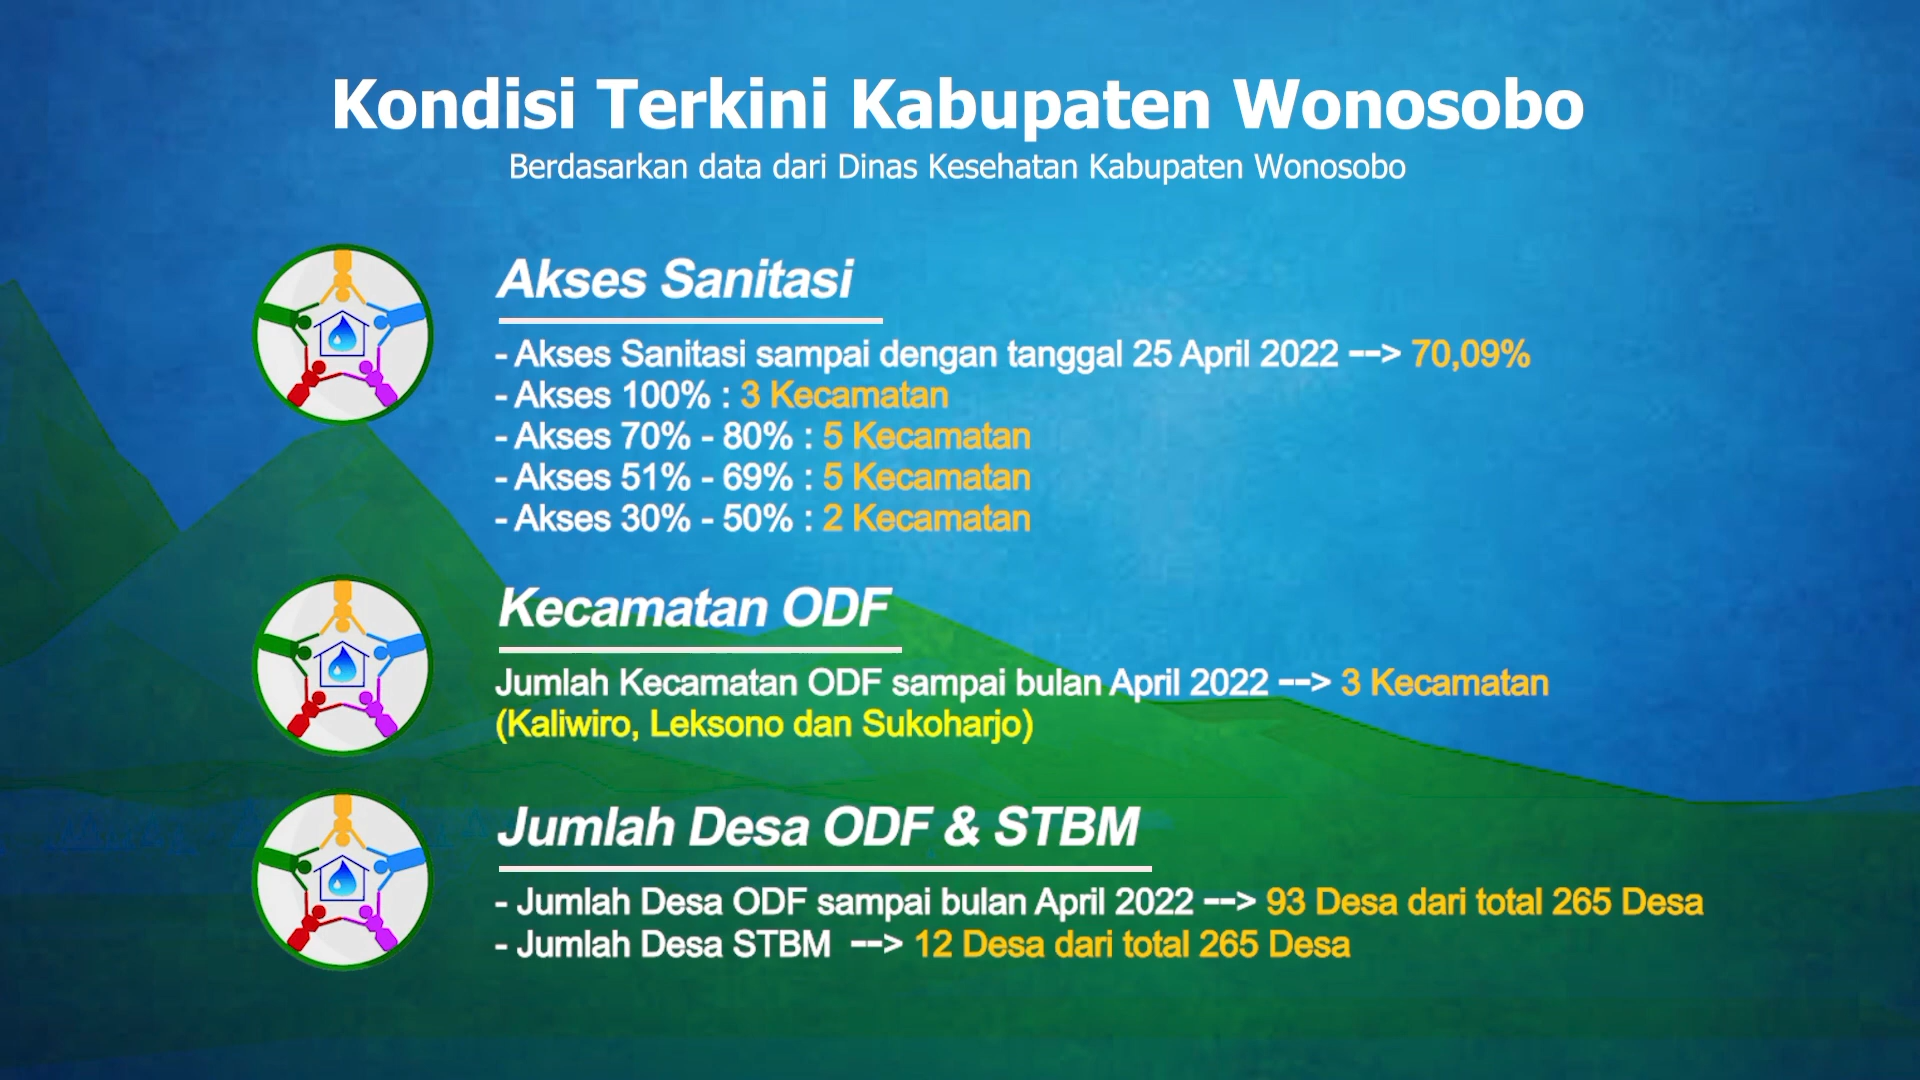 Kondisi Terkini Kabupaten Wonosobo
Berdasarkan data dari Dinas Kesehatan Kabupaten Wonosobo
Akses Sanitasi
- Akses Sanitasi sampai dengan tanggal 25 April 2022 --> 70,09%
- Akses 100% : 3 Kecamatan
- Akses 70% - 80% : 5 Kecamatan
- Akses 51% - 69% : 5 Kecamatan
- Akses 30% - 50% : 2 Kecamatan
Kecamatan ODF
Jumlah Kecamatan ODF sampai bulan April 2022 --> 3 Kecamatan
(Kaliwiro, Leksono dan Sukoharjo)
Jumlah Desa ODF & STBM
- Jumlah Desa ODF sampai bulan April 2022 --> 93 Desa dari total 265 Desa
- Jumlah Desa STBM --> 12 Desa dari total 265 Desa